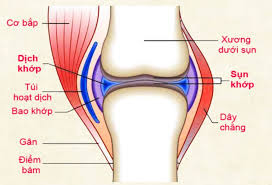 Cơ bắp
Xương
dưới sụn
Dịch
khớp
Túi
hoạt dịch
Bao khớp
Sụn
khớp
Gân
Điểm
bám
Dây
chằng